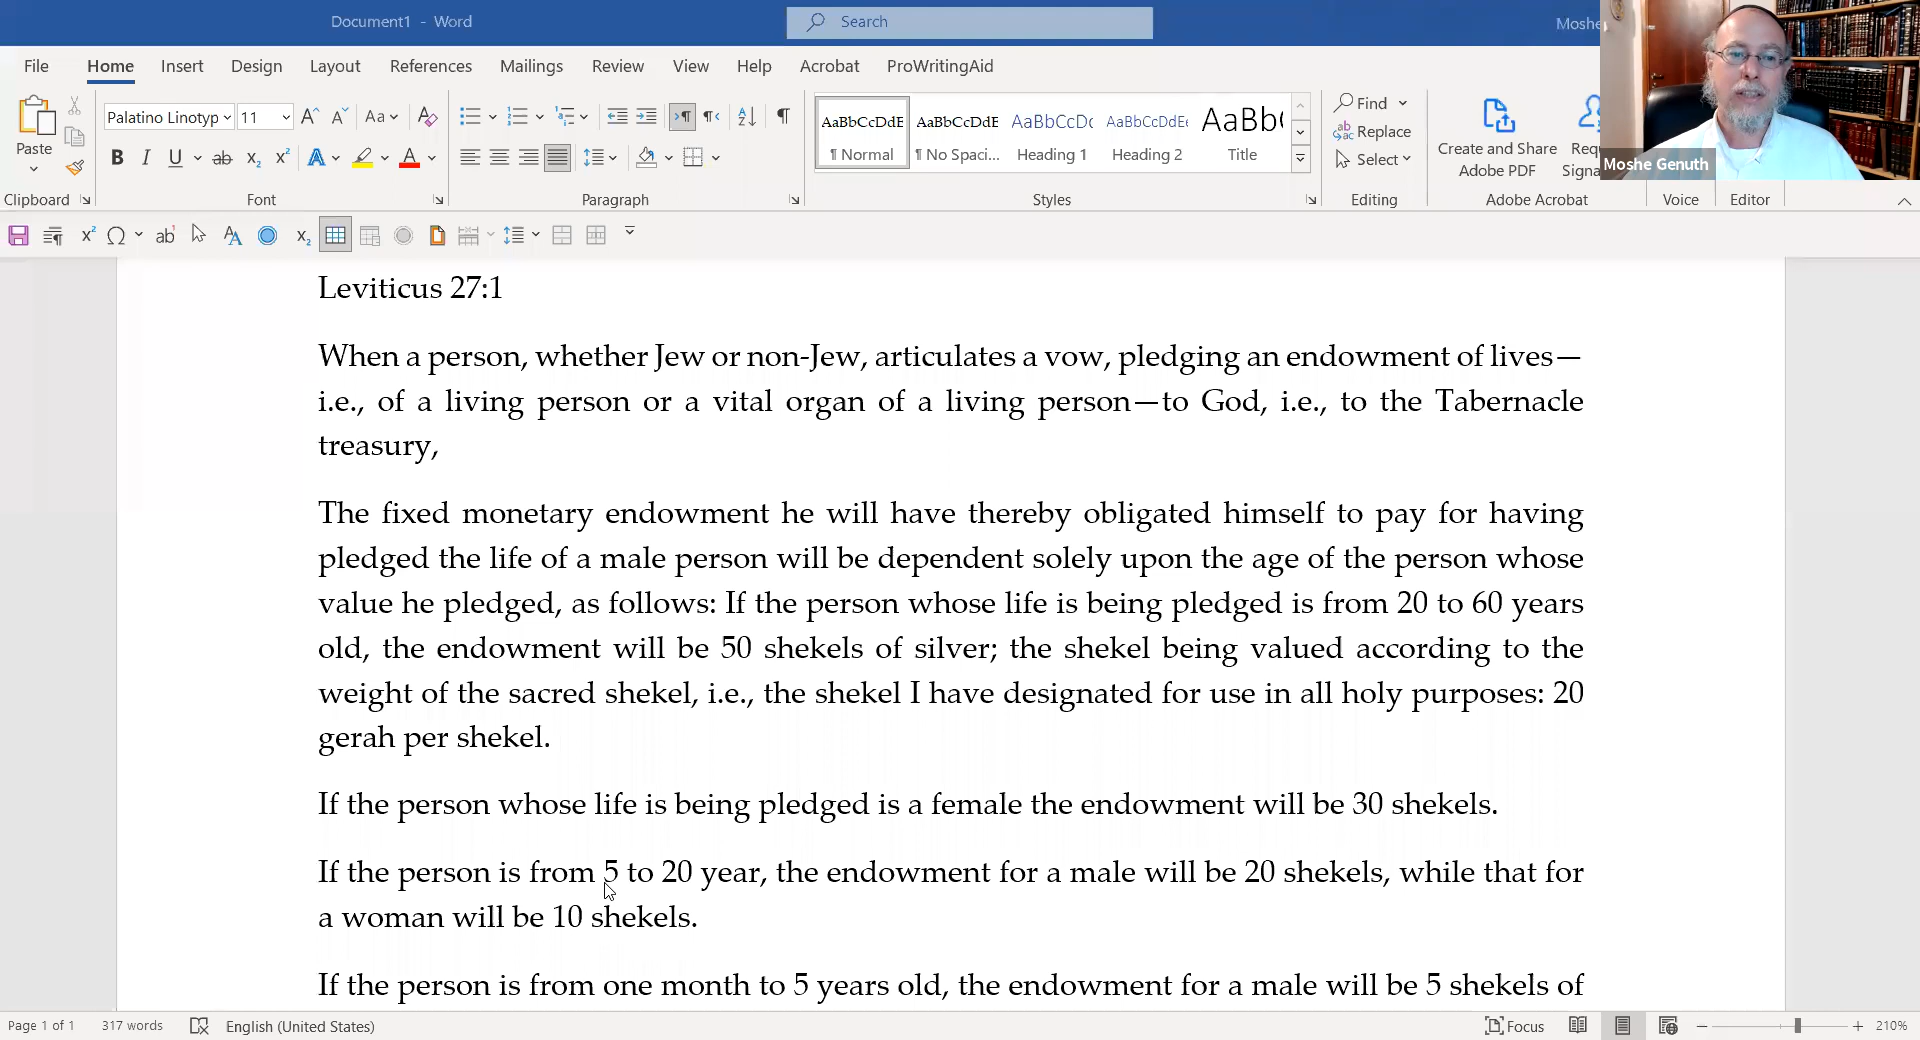 Document1 - Word
Search
Moshe
File Home Insert Design Layout References Mailings Review View Help Acrobat ProWritingAid
Palatino Linotyp 11
Paste
Clipboard
Font
Paragraph
AaBbCcDdE AaBbCcDdE AaBbCcDc AaBbCcDdEe AaBb(
¶ Normal ¶ No Spaci... Heading 1 Heading 2 Title
Styles
Find
Replace
Select
Editing
Create and Share
Adobe PDF
Req
Signa
Adobe Acrobat
Voice
Editor
Moshe Genuth
Leviticus 27:1
When a person, whether Jew or non-Jew, articulates a vow, pledging an endowment of lives—
i.e., of a living person or a vital organ of a living person—to God, i.e., to the Tabernacle
treasury,
The fixed monetary endowment he will have thereby obligated himself to pay for having
pledged the life of a male person will be dependent solely upon the age of the person whose
value he pledged, as follows: If the person whose life is being pledged is from 20 to 60 years
old, the endowment will be 50 shekels of silver; the shekel being valued according to the
weight of the sacred shekel, i.e., the shekel I have designated for use in all holy purposes: 20
gerah per shekel.
If the person whose life is being pledged is a female the endowment will be 30 shekels.
If the person is from 5 to 20 year, the endowment for a male will be 20 shekels, while that for
a woman will be 10 shekels.
If the person is from one month to 5 years old, the endowment for a male will be 5 shekels of
Page 1 of 1 317 words English (United States) Focus 210%